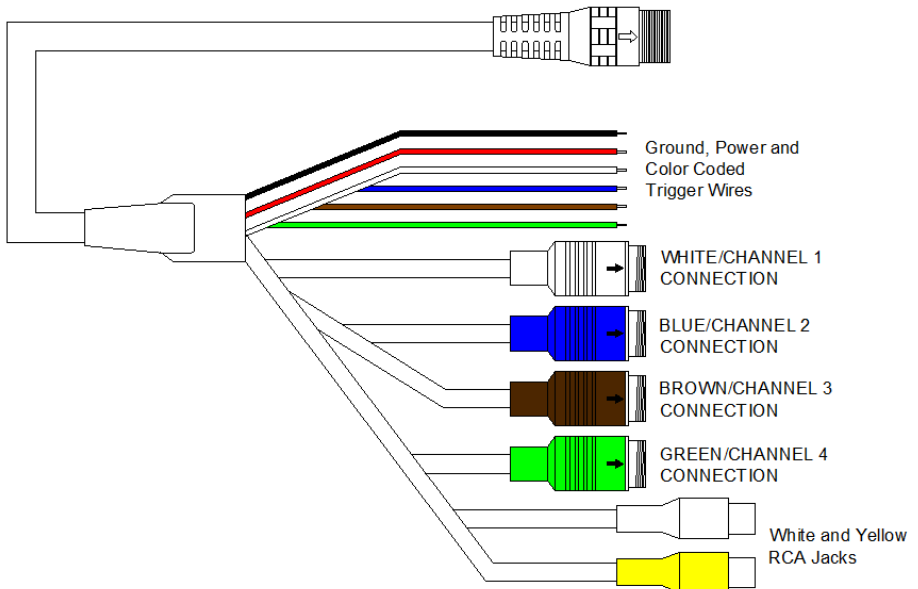 Ground, Power and
Color Coded
Trigger Wires
WHITE/CHANNEL 1
CONNECTION
BLUE/CHANNEL 2
CONNECTION
BROWN/CHANNEL 3
CONNECTION
GREEN/CHANNEL 4
CONNECTION
White and Yellow
RCA Jacks